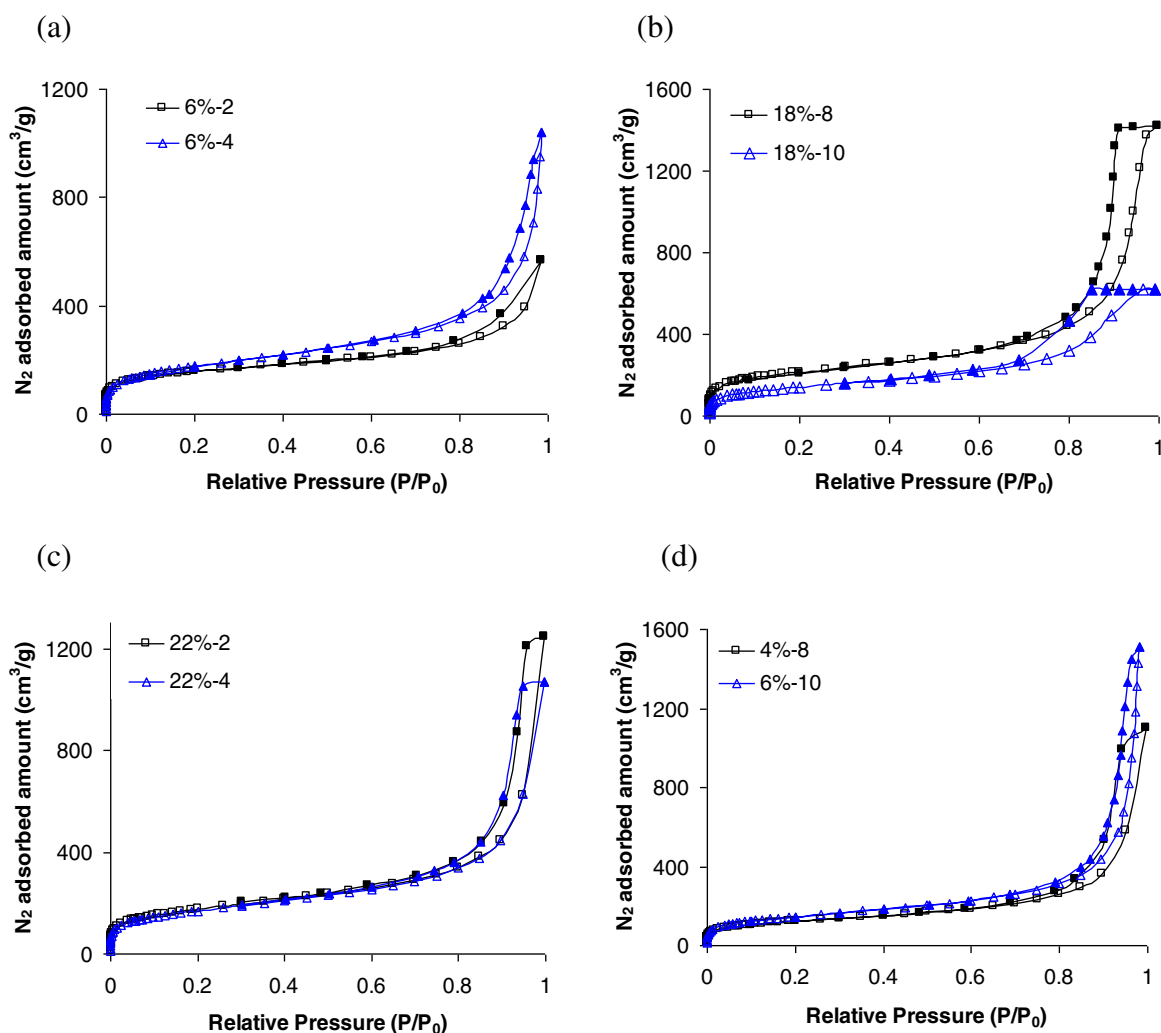 (a)
1200
800
400
0
0 0.2 0.4 0.6 0.8 1
N₂ adsorbed amount (cm³/g)
Relative Pressure (P/P₀)
6%-2
6%-4
(b)
1600
1200
800
400
0
0 0.2 0.4 0.6 0.8 1
N₂ adsorbed amount (cm³/g)
Relative Pressure (P/P₀)
18%-8
18%-10
(c)
1200
800
400
0
0 0.2 0.4 0.6 0.8 1
N₂ adsorbed amount (cm³/g)
Relative Pressure (P/P₀)
22%-2
22%-4
(d)
1600
1200
800
400
0
0 0.2 0.4 0.6 0.8 1
N₂ adsorbed amount (cm³/g)
Relative Pressure (P/P₀)
4%-8
6%-10